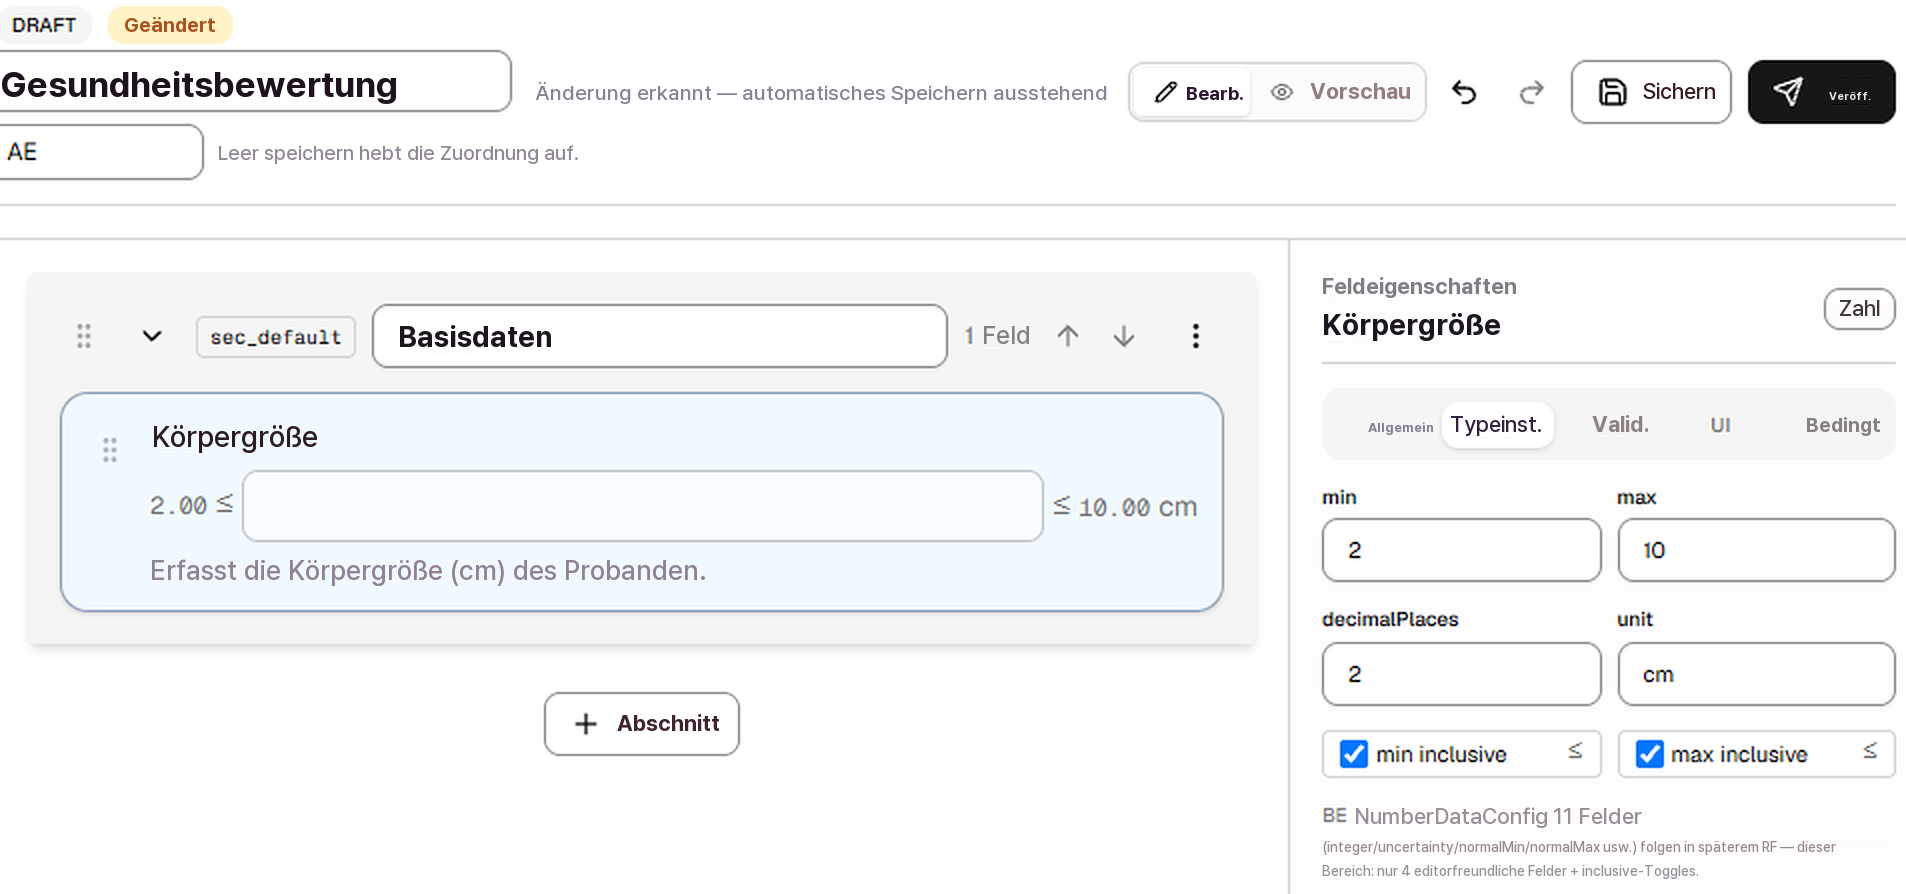 DRAFT Geändert
Gesundheitsbewertung Änderung erkannt — automatisches Speichern ausstehend Bearb. Vorschau Sichern Veröff.
AE Leer speichern hebt die Zuordnung auf.
sec_default Basisdaten 1 Feld
Körpergröße
2.00 ≤ ≤ 10.00 cm
Erfasst die Körpergröße (cm) des Probanden.
Abschnitt
Feldeigenschaften
Körpergröße Zahl
Allgemein Typeinst. Valid. UI Bedingt
min max
2 10
decimalPlaces unit
2 cm
min inclusive ≤ max inclusive ≤
BE NumberDataConfig 11 Felder
(integer/uncertainty/normalMin/normalMax usw.) folgen in späterem RF — dieser
Bereich: nur 4 editorfreundliche Felder + inclusive-Toggles.